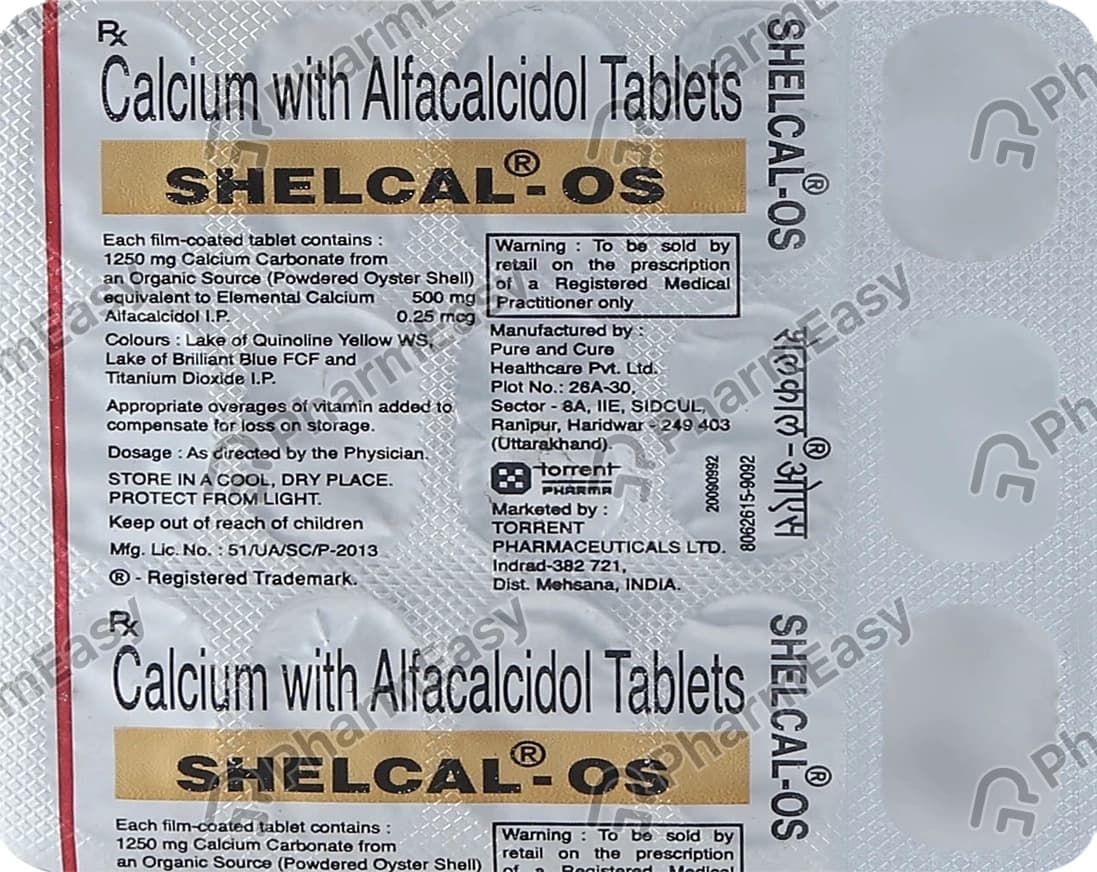 Rx
Calcium with Alfacalcidol Tablets
SHELCAL®-OS
Each film-coated tablet contains :
1250 mg Calcium Carbonate from
an Organic Source (Powdered Oyster Shell)
equivalent to Elemental Calcium 500 mg
Alfacalcidol I.P. 0.25 mcg
Colours : Lake of Quinoline Yellow WS,
Lake of Brilliant Blue FCF and
Titanium Dioxide I.P.
Appropriate overages of vitamin added to
compensate for loss on storage.
Dosage : As directed by the Physician.
STORE IN A COOL, DRY PLACE.
PROTECT FROM LIGHT.
Keep out of reach of children
Mfg. Lic. No. : 51/UA/SC/P-2013
® - Registered Trademark.
Warning : To be sold by
retail on the prescription
of a Registered Medical
Practitioner only
Manufactured by :
Pure and Cure
Healthcare Pvt. Ltd.
Plot No.: 26A-30,
Sector - 8A, IIE, SIDCUL,
Ranipur, Haridwar - 249 403
(Uttarakhand).
torrent
PHARMA
Marketed by :
TORRENT
PHARMACEUTICALS LTD.
Indrad-382 721,
Dist. Mehsana, INDIA.
20090992
8062615-9092
SHELCAL®-OS
शेलकाल®-ओएस
SHELCAL®-OS
Rx
Calcium with Alfacalcidol Tablets
SHELCAL®-OS
Each film-coated tablet contains :
1250 mg Calcium Carbonate from
an Organic Source (Powdered Oyster Shell)
Warning : To be sold by
retail on the prescription
of a Registered Medical
PharmEasy
PharmEasy
PharmEasy
PharmEasy
PharmEasy
PharmEasy